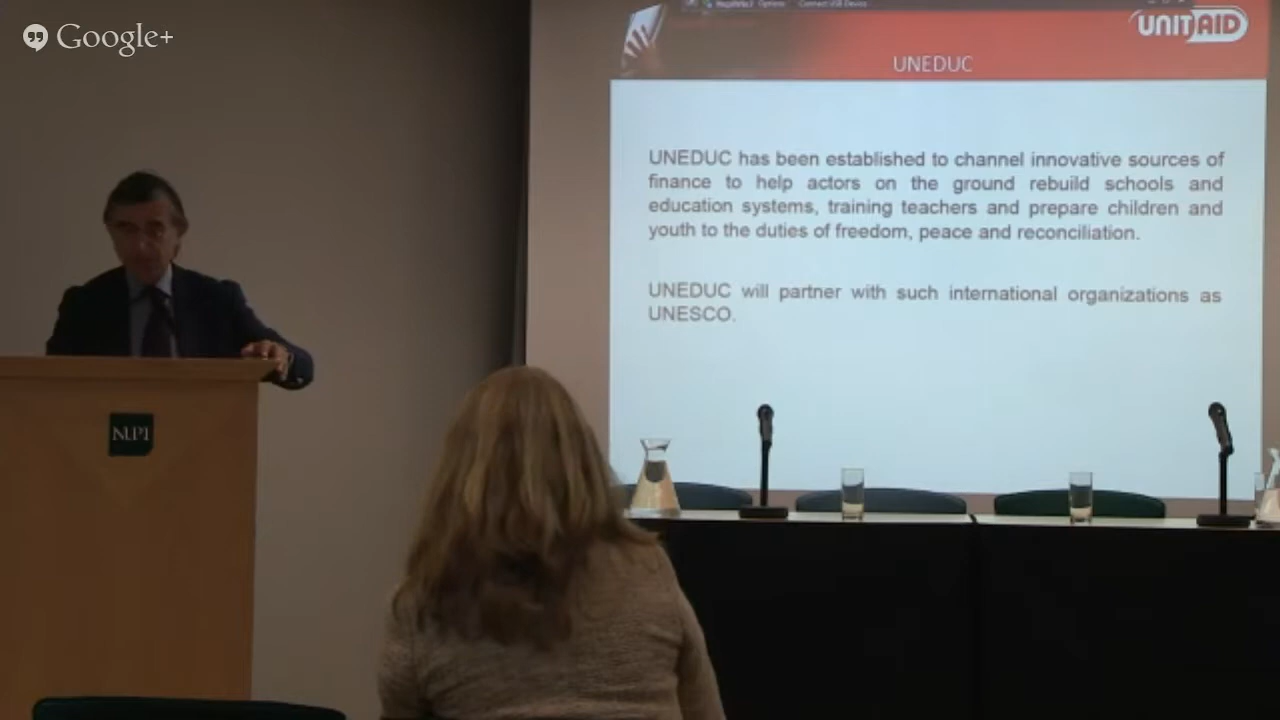 Google+
Options
UNITAID
UNEDUC
UNEDUC has been established to channel innovative sources of
finance to help actors on the ground rebuild schools and
education systems, training teachers and prepare children and
youth to the duties of freedom, peace and reconciliation.
UNEDUC will partner with such international organizations as
UNESCO.
NUPI